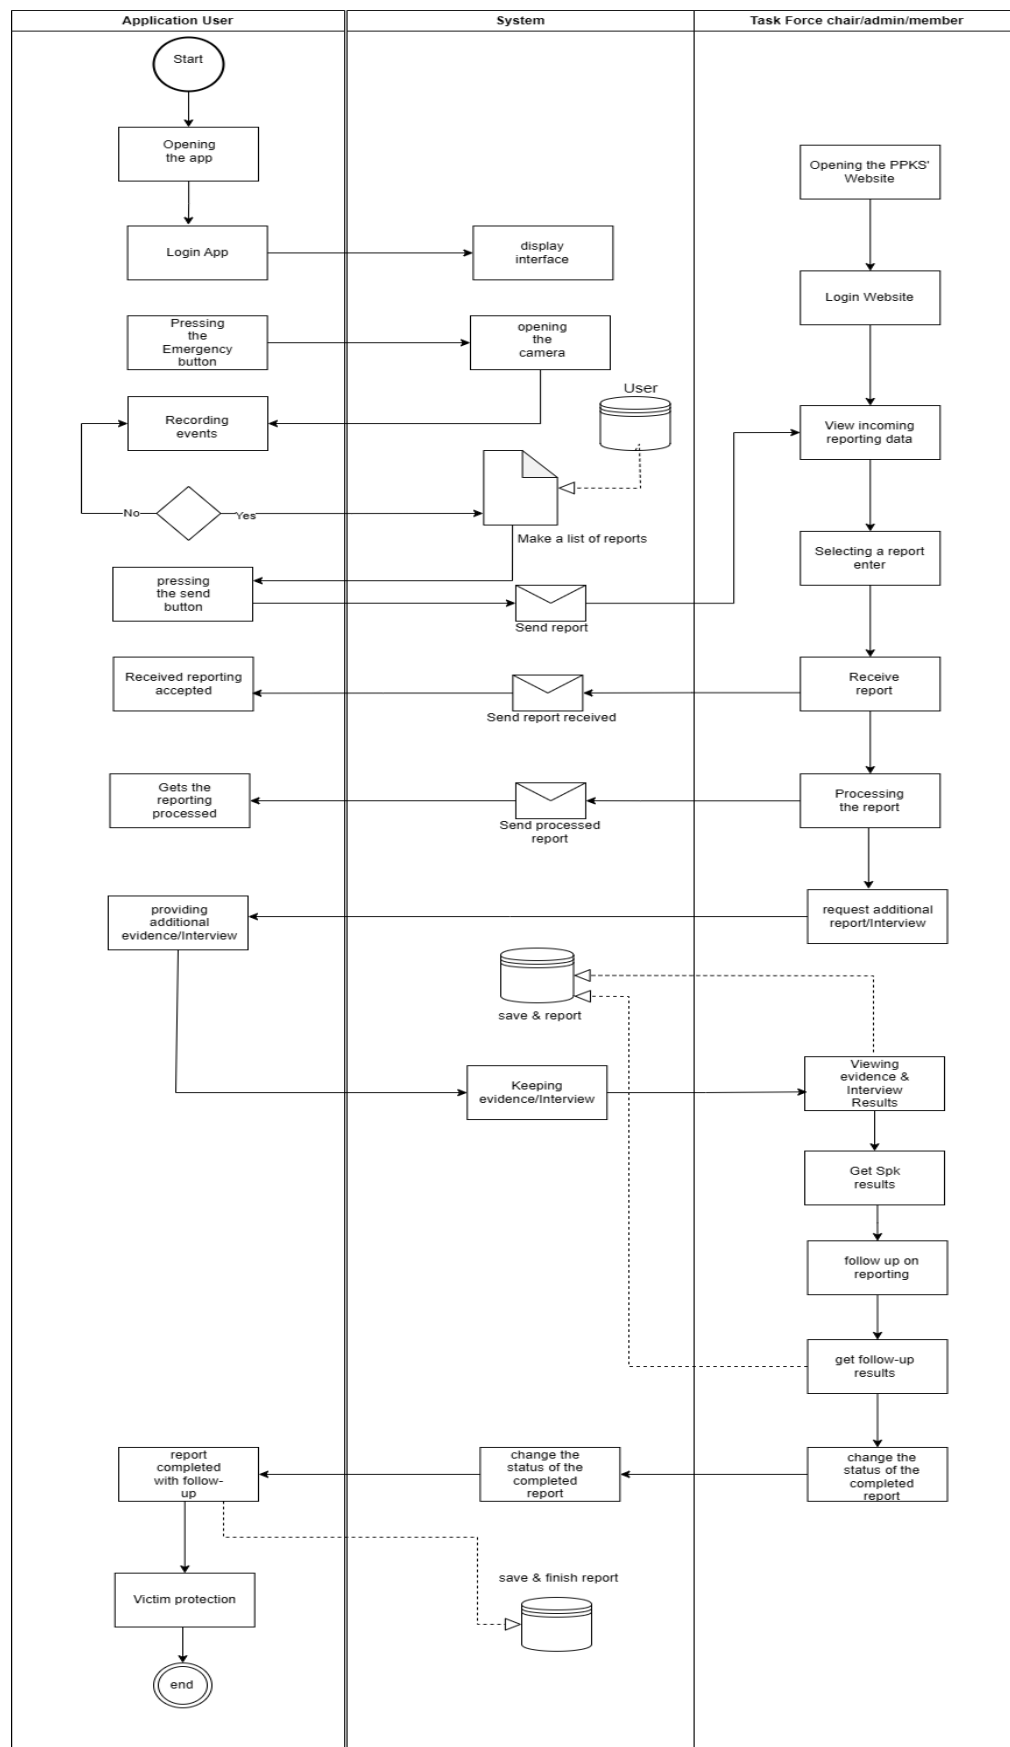 Application User
System
Task Force chair/admin/member
Start
Opening
the app
Opening the PPKS'
Website
Login App
display
interface
Login Website
Pressing
the
Emergency
button
opening
the
camera
User
Recording
events
View incoming
reporting data
No
Yes
Make a list of reports
Selecting a report
enter
pressing
the send
button
Send report
Received reporting
accepted
Send report received
Receive
report
Gets the
reporting
processed
Send processed
report
Processing
the report
providing
additional
evidence/Interview
request additional
report/Interview
save & report
Keeping
evidence/Interview
Viewing
evidence &
Interview
Results
Get Spk
results
follow up on
reporting
get follow-up
results
report
completed
with follow-
up
change the
status of the
completed
report
change the
status of the
completed
report
save & finish report
Victim protection
end